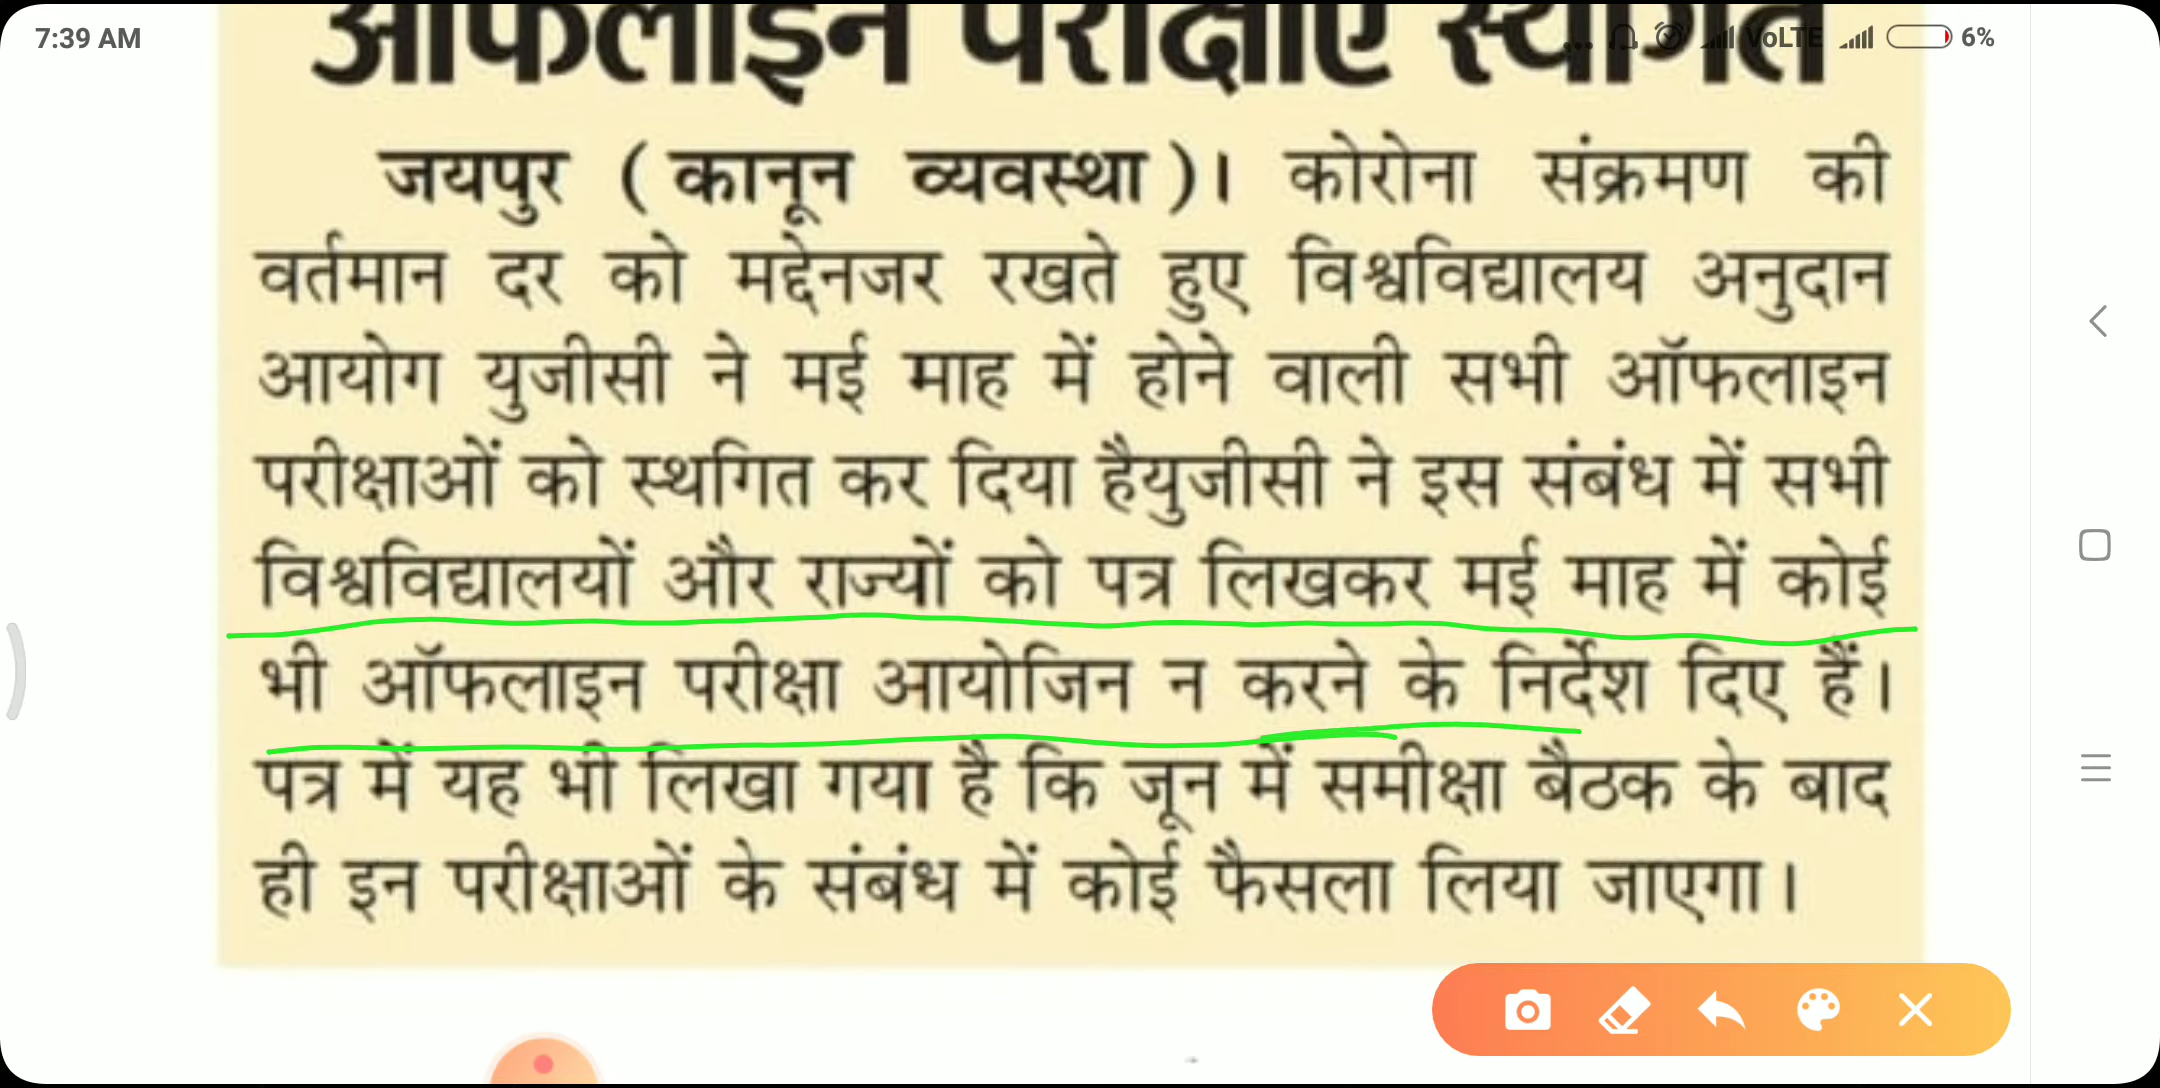 7:39 AM
VoLTE 6%
ऑफलाइन परीक्षाएं स्थगित
जयपुर (कानून व्यवस्था)। कोरोना संक्रमण की
वर्तमान दर को मद्देनजर रखते हुए विश्वविद्यालय अनुदान
आयोग युजीसी ने मई माह में होने वाली सभी ऑफलाइन
परीक्षाओं को स्थगित कर दिया हैयुजीसी ने इस संबंध में सभी
विश्वविद्यालयों और राज्यों को पत्र लिखकर मई माह में कोई
भी ऑफलाइन परीक्षा आयोजिन न करने के निर्देश दिए हैं।
पत्र में यह भी लिखा गया है कि जून में समीक्षा बैठक के बाद
ही इन परीक्षाओं के संबंध में कोई फैसला लिया जाएगा।